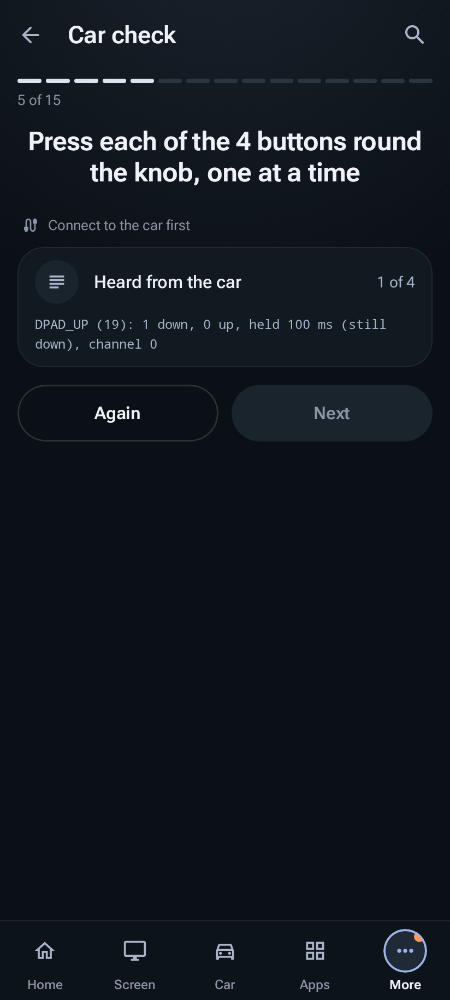 Car check
5 of 15
Press each of the 4 buttons round
the knob, one at a time
Connect to the car first
Heard from the car
1 of 4
DPAD_UP (19): 1 down, 0 up, held 100 ms (still
down), channel 0
Again
Next
Home
Screen
Car
Apps
More